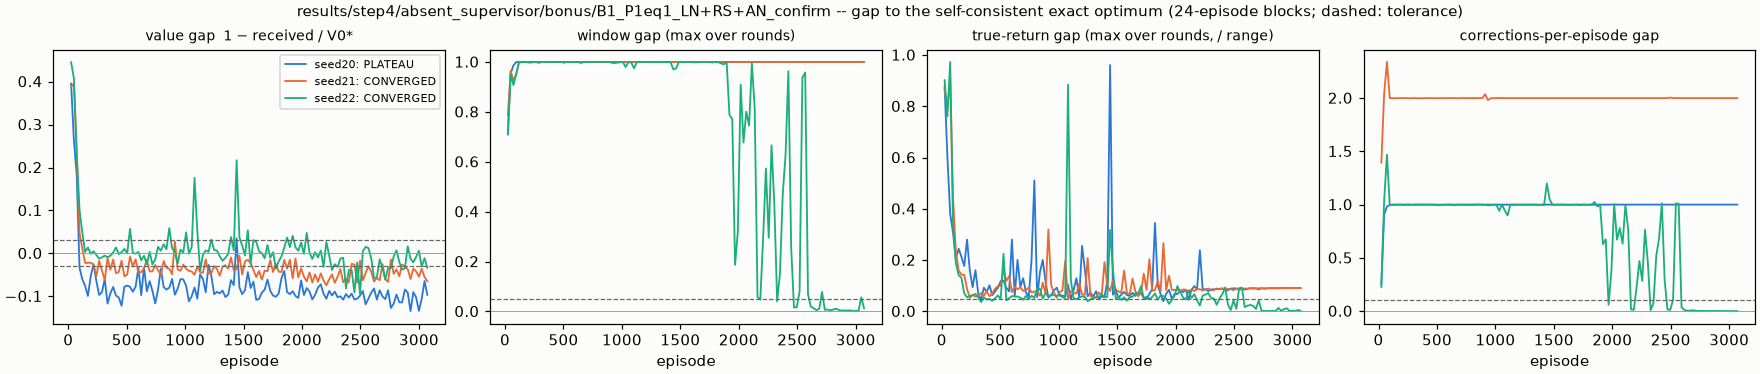 results/step4/absent_supervisor/bonus/B1_P1eq1_LN+RS+AN_confirm -- gap to the self-consistent exact optimum (24-episode blocks; dashed: tolerance)
value gap  1 − received / V0*
0.4
0.3
0.2
0.1
0.0
−0.1
0 500 1000 1500 2000 2500 3000
episode
seed20: PLATEAU
seed21: CONVERGED
seed22: CONVERGED
window gap (max over rounds)
1.0
0.8
0.6
0.4
0.2
0.0
0 500 1000 1500 2000 2500 3000
episode
true-return gap (max over rounds, / range)
1.0
0.8
0.6
0.4
0.2
0.0
0 500 1000 1500 2000 2500 3000
episode
corrections-per-episode gap
2.0
1.5
1.0
0.5
0.0
0 500 1000 1500 2000 2500 3000
episode